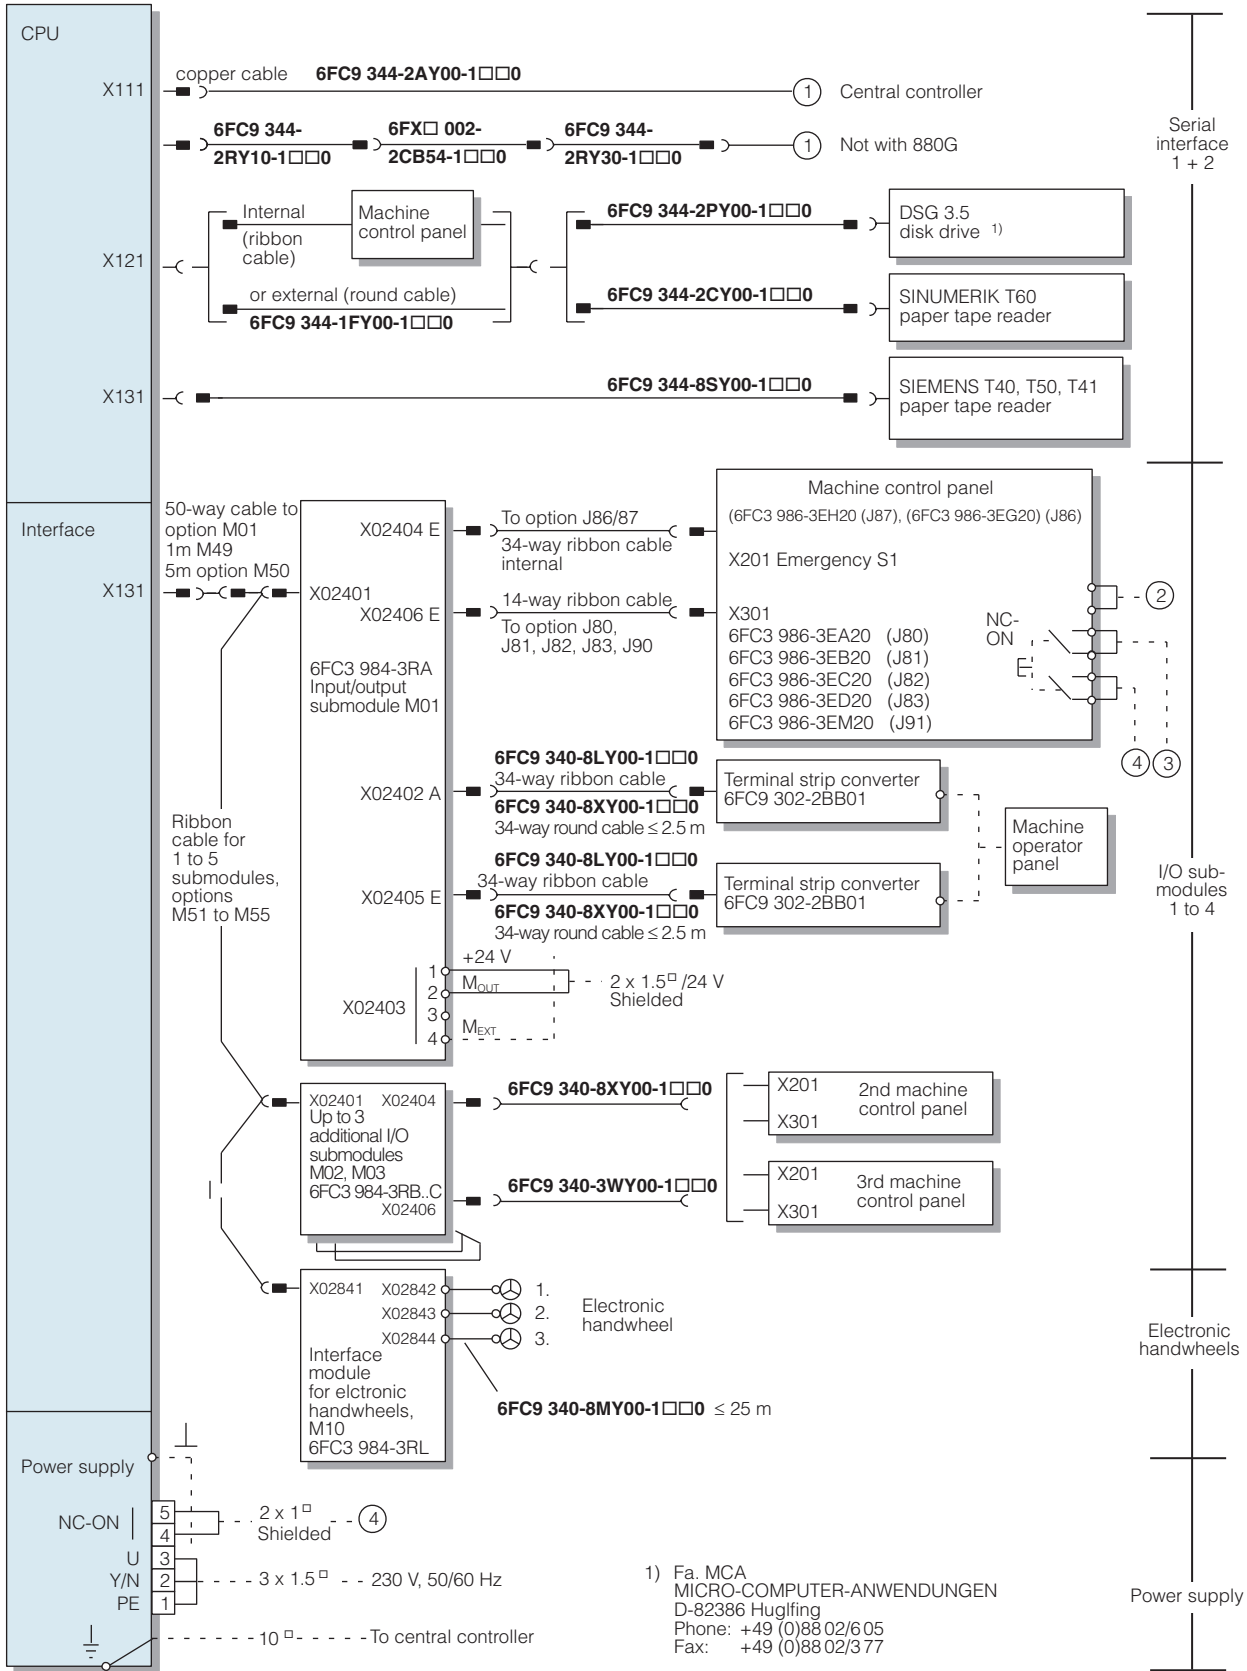 CPU
X111
copper cable
6FC9 344-2AY00-1□□0
1
Central controller
6FC9 344-
2RY10-1□□0
6FX□ 002-
2CB54-1□□0
6FC9 344-
2RY30-1□□0
1
Not with 880G
Serial
interface
1 + 2
X121
Internal
(ribbon
cable)
Machine
control panel
or external (round cable)
6FC9 344-1FY00-1□□0
6FC9 344-2PY00-1□□0
DSG 3.5
disk drive 1)
6FC9 344-2CY00-1□□0
SINUMERIK T60
paper tape reader
X131
6FC9 344-8SY00-1□□0
SIEMENS T40, T50, T41
paper tape reader
Interface
X131
50-way cable to
option M01
1m M49
5m option M50
X02404 E
X02401
X02406 E
6FC3 984-3RA
Input/output
submodule M01
X02402 A
X02405 E
X02403
1
2
3
4
To option J86/87
34-way ribbon cable
internal
14-way ribbon cable
To option J80,
J81, J82, J83, J90
Machine control panel
(6FC3 986-3EH20 (J87), (6FC3 986-3EG20) (J86)
X201 Emergency S1
X301
6FC3 986-3EA20 (J80)
6FC3 986-3EB20 (J81)
6FC3 986-3EC20 (J82)
6FC3 986-3ED20 (J83)
6FC3 986-3EM20 (J91)
NC-
ON
2
4
3
6FC9 340-8LY00-1□□0
34-way ribbon cable
6FC9 340-8XY00-1□□0
34-way round cable ≤ 2.5 m
Terminal strip converter
6FC9 302-2BB01
6FC9 340-8LY00-1□□0
34-way ribbon cable
6FC9 340-8XY00-1□□0
34-way round cable ≤ 2.5 m
Terminal strip converter
6FC9 302-2BB01
Machine
operator
panel
I/O sub-
modules
1 to 4
Ribbon
cable for
1 to 5
submodules,
options
M51 to M55
+24 V
MOUT
MEXT
2 x 1.5□ /24 V
Shielded
X02401 X02404
Up to 3
additional I/O
submodules
M02, M03
6FC3 984-3RB..C
X02406
6FC9 340-8XY00-1□□0
6FC9 340-3WY00-1□□0
X201
X301
2nd machine
control panel
X201
X301
3rd machine
control panel
X02841 X02842
X02843
X02844
Interface
module
for elctronic
handwheels,
M10
6FC3 984-3RL
1.
2.
3.
Electronic
handwheel
6FC9 340-8MY00-1□□0 ≤ 25 m
Electronic
handwheels
Power supply
NC-ON
5
4
U 3
Y/N 2
PE 1
2 x 1□
Shielded
4
3 x 1.5□
230 V, 50/60 Hz
10□
To central controller
1) Fa. MCA
MICRO-COMPUTER-ANWENDUNGEN
D-82386 Huglfing
Phone: +49 (0)88 02/6 05
Fax: +49 (0)88 02/3 77
Power supply